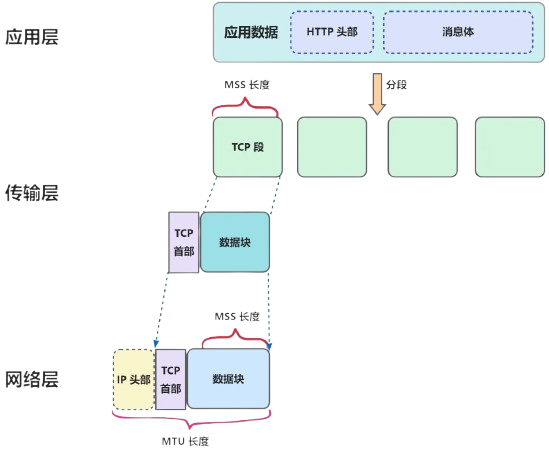 应用层
应用数据
HTTP 头部
消息体
MSS 长度
分段
TCP 段
传输层
TCP
首部
数据块
MSS 长度
网络层
IP 头部
TCP
首部
数据块
MTU 长度